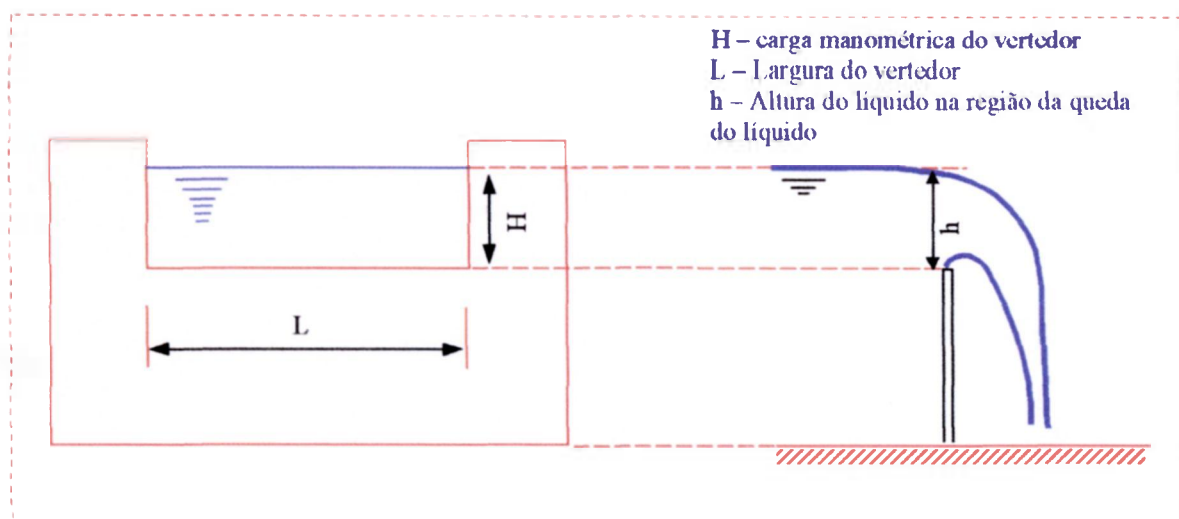 H – carga manométrica do vertedor
L – Largura do vertedor
h – Altura do líquido na região da queda
do líquido
H
h
L